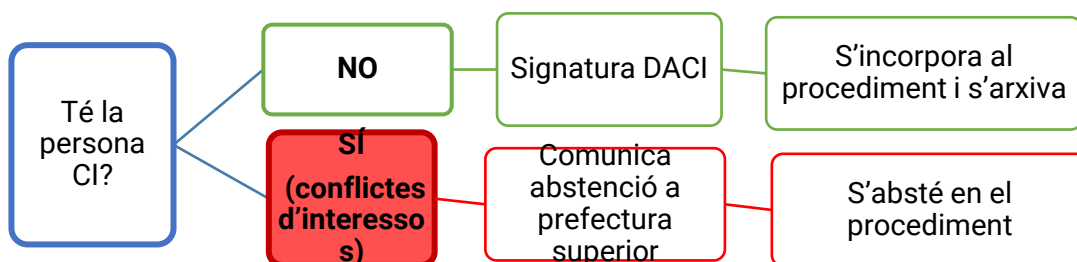 Té la
persona
CI?
NO
Signatura DACI
S’incorpora al
procediment i s’arxiva
SÍ
(conflictes
d’interesso
s)
Comunica
abstenció a
prefectura
superior
S’absté en el
procediment